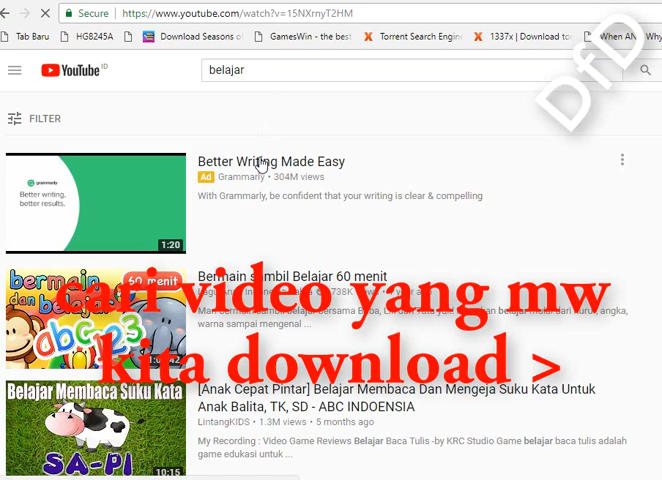 Secure https://www.youtube.com/watch?v=15NXrnyT2HM
Tab Baru HG8245A Download Seasons of GamesWin - the best Torrent Search Engine 1337x | Download to When AN Wh
YouTube ID
belajar
DfD
FILTER
Better Writing Made Easy
Ad Grammarly • 304M views
With Grammarly, be confident that your writing is clear & compelling
grammarly
Better writing,
better results.
1:20
Bermain sambil Belajar 60 menit
bermain
dan belajar
60 menit
abc123
cari video yang mw
kita download >
warna sampai mengenal ...
[Anak Cepat Pintar] Belajar Membaca Dan Mengeja Suku Kata Untuk
Anak Balita, TK, SD - ABC INDOENSIA
LintangKIDS • 1.3M views • 5 months ago
My Recording : Video Game Reviews Belajar Baca Tulis -by KRC Studio Game belajar baca tulis adalah
game edukasi untuk ...
Belajar Membaca Suku Kata
SA-PI
10:15